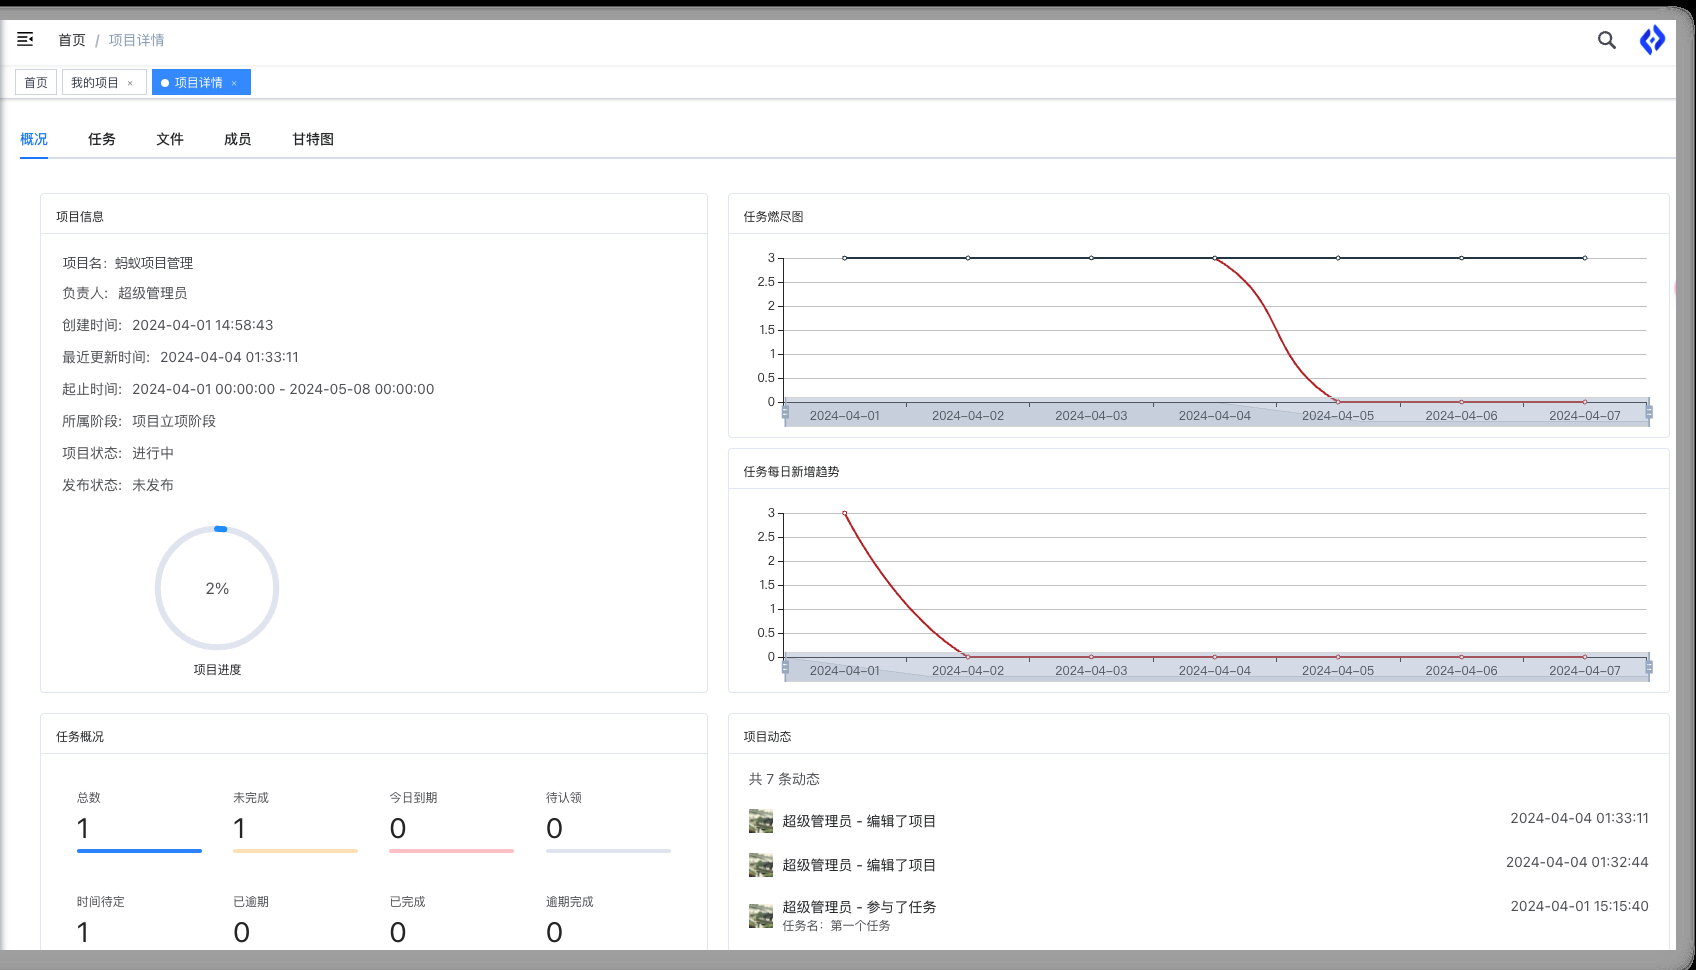 首页 / 项目详情
首页 我的项目 × 项目详情 ×
概况 任务 文件 成员 甘特图
项目信息
项目名：蚂蚁项目管理
负责人：超级管理员
创建时间：2024-04-01 14:58:43
最近更新时间：2024-04-04 01:33:11
起止时间：2024-04-01 00:00:00 - 2024-05-08 00:00:00
所属阶段：项目立项阶段
项目状态：进行中
发布状态：未发布
2%
项目进度
任务燃尽图
3
2.5
2
1.5
1
0.5
0
2024-04-01 2024-04-02 2024-04-03 2024-04-04 2024-04-05 2024-04-06 2024-04-07
任务每日新增趋势
3
2.5
2
1.5
1
0.5
0
2024-04-01 2024-04-02 2024-04-03 2024-04-04 2024-04-05 2024-04-06 2024-04-07
任务概况
总数 未完成 今日到期 待认领
1 1 0 0
时间待定 已逾期 已完成 逾期完成
1 0 0 0
项目动态
共 7 条动态
超级管理员 - 编辑了项目 2024-04-04 01:33:11
超级管理员 - 编辑了项目 2024-04-04 01:32:44
超级管理员 - 参与了任务 2024-04-01 15:15:40
任务名：第一个任务